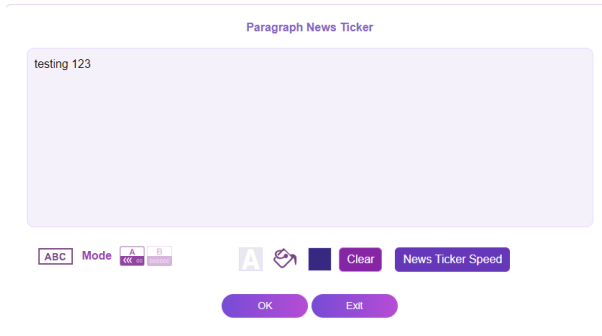 Paragraph News Ticker
testing 123
ABC Mode A B A Clear News Ticker Speed
OK Exit